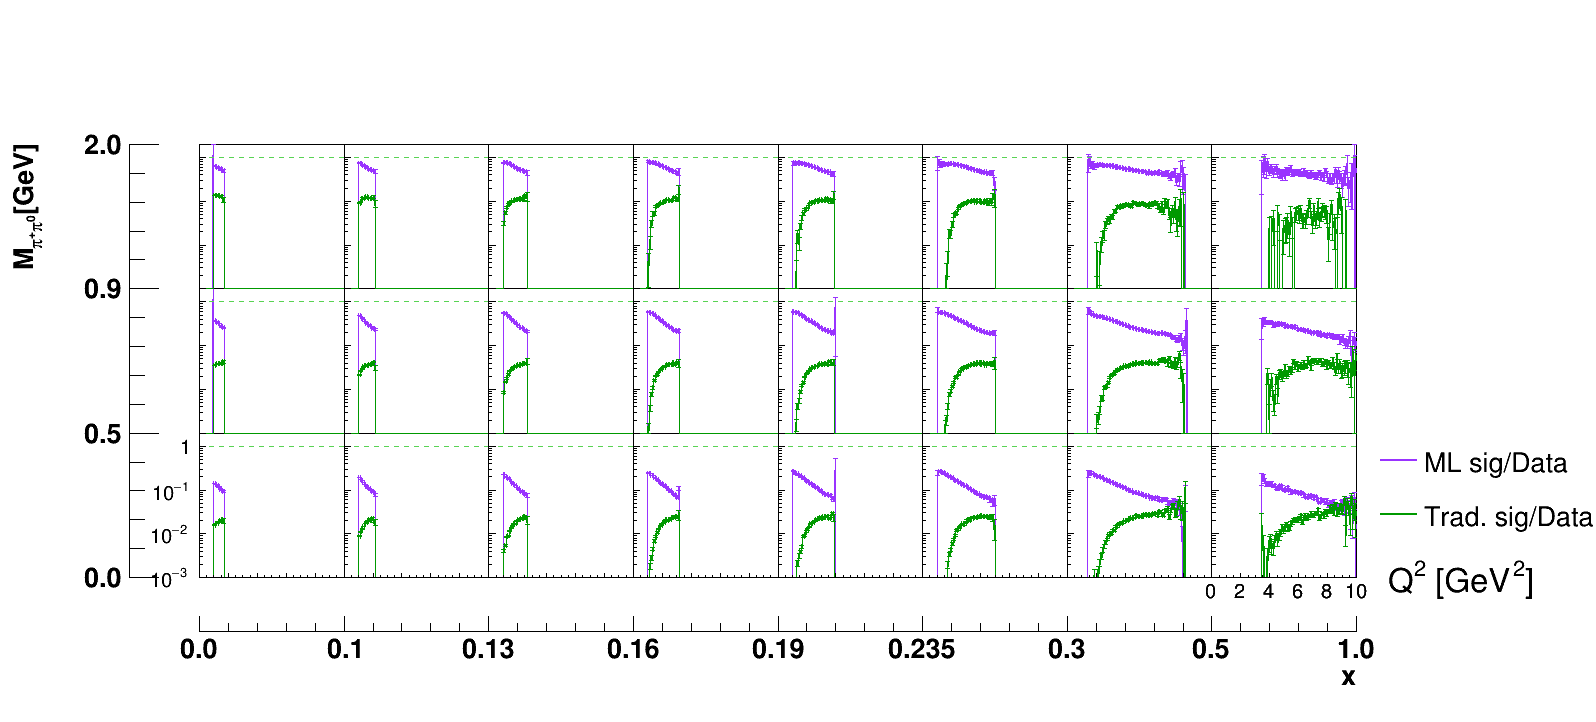 M π⁺π⁰ [GeV]
2.0
0.9
0.5
0.0
1
10⁻¹
10⁻²
10⁻³
ML sig/Data
Trad. sig/Data
0 2 4 6 8 10
Q² [GeV²]
0.0 0.1 0.13 0.16 0.19 0.235 0.3 0.5 1.0
x